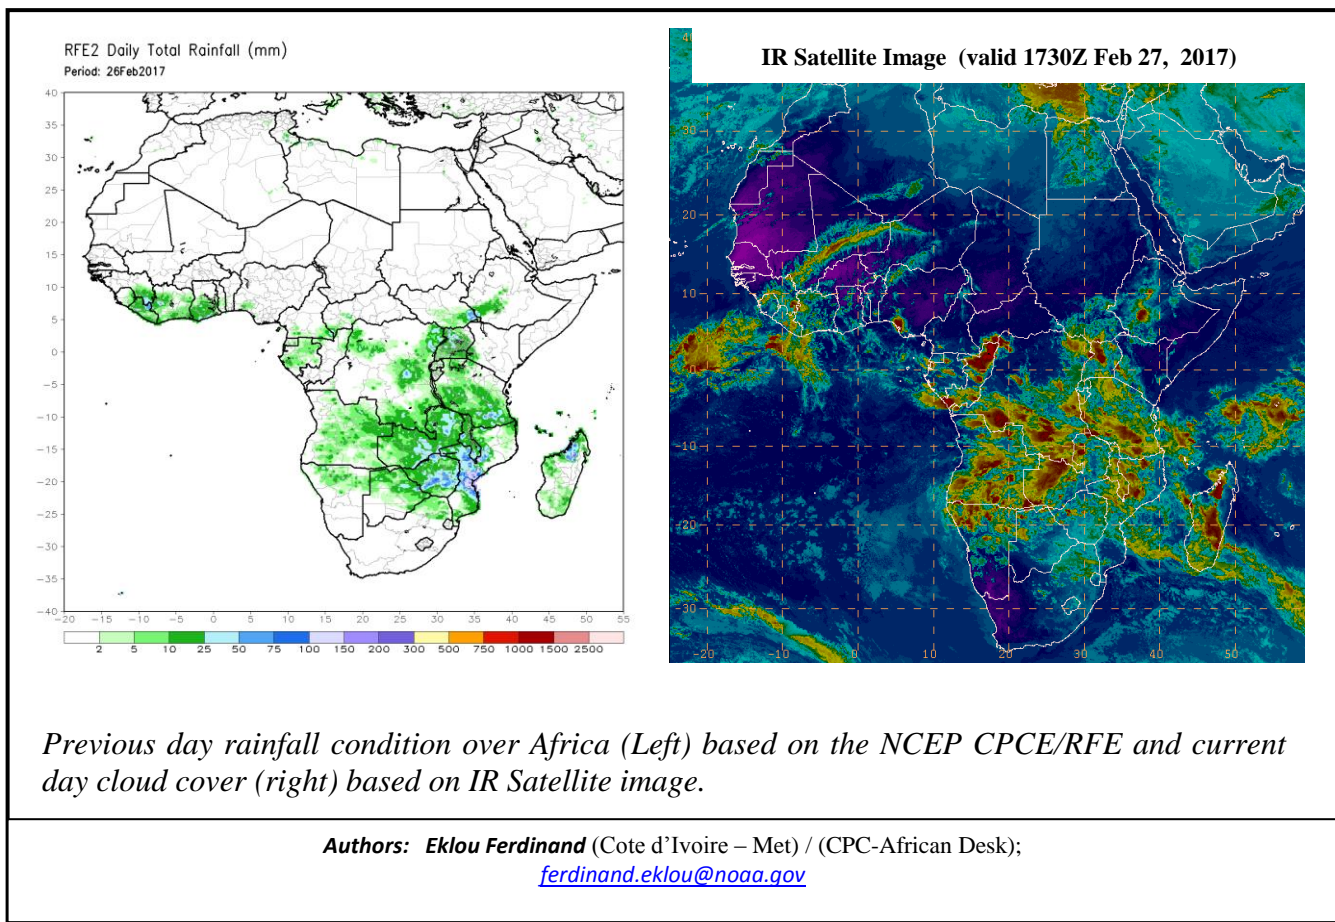 RFE2 Daily Total Rainfall (mm)
Period: 26Feb2017
40
35
30
25
20
15
10
5
0
−5
−10
−15
−20
−25
−30
−35
−40
−20 −15 −10 −5 0 5 10 15 20 25 30 35 40 45 50 55
2 5 10 25 50 75 100 150 200 300 500 750 1000 1500 2500
IR Satellite Image (valid 1730Z Feb 27, 2017)
30
20
10
-10
-20
-30
-20 -10 0 10 20 30 40 50
Previous day rainfall condition over Africa (Left) based on the NCEP CPCE/RFE and current
day cloud cover (right) based on IR Satellite image.
Authors: Eklou Ferdinand (Cote d’Ivoire – Met) / (CPC-African Desk);
ferdinand.eklou@noaa.gov